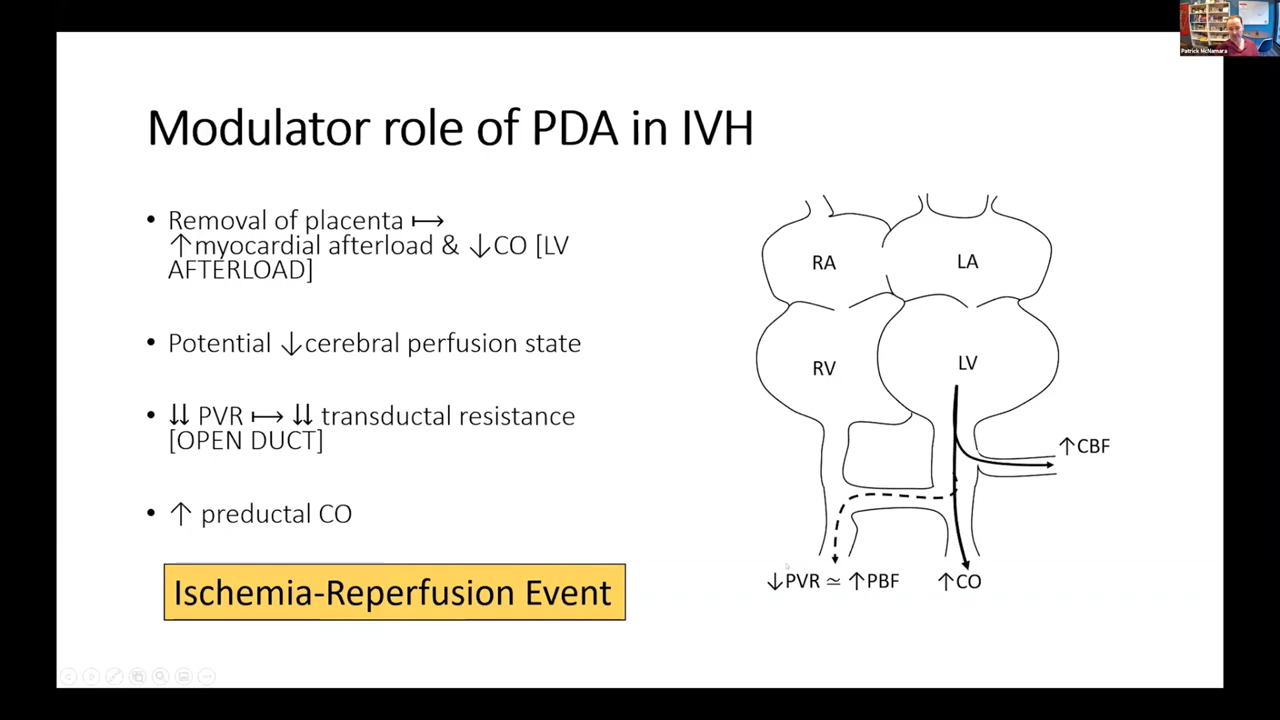 Patrick McNamara
Modulator role of PDA in IVH
• Removal of placenta ↦
↑myocardial afterload & ↓CO [LV
AFTERLOAD]
• Potential ↓cerebral perfusion state
• ⇊ PVR ↦ ⇊ transductal resistance
[OPEN DUCT]
• ↑ preductal CO
Ischemia-Reperfusion Event
RA
LA
RV
LV
↑CBF
↓PVR ≃ ↑PBF
↑CO